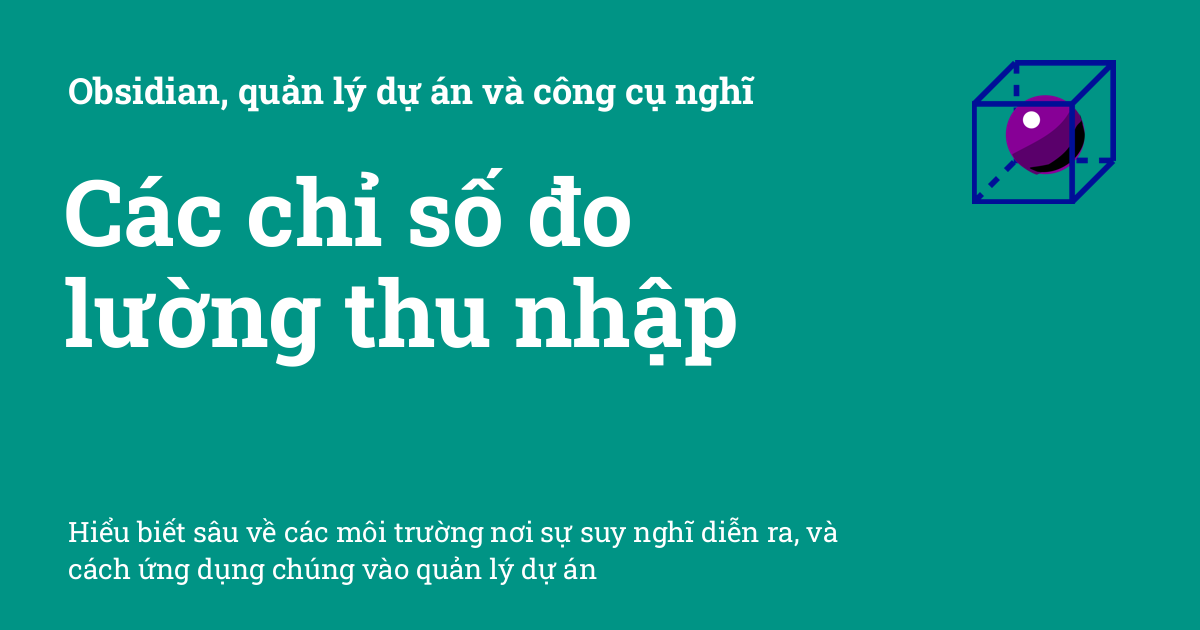 Obsidian, quản lý dự án và công cụ nghĩ
Các chỉ số đo
lường thu nhập
Hiểu biết sâu về các môi trường nơi sự suy nghĩ diễn ra, và
cách ứng dụng chúng vào quản lý dự án